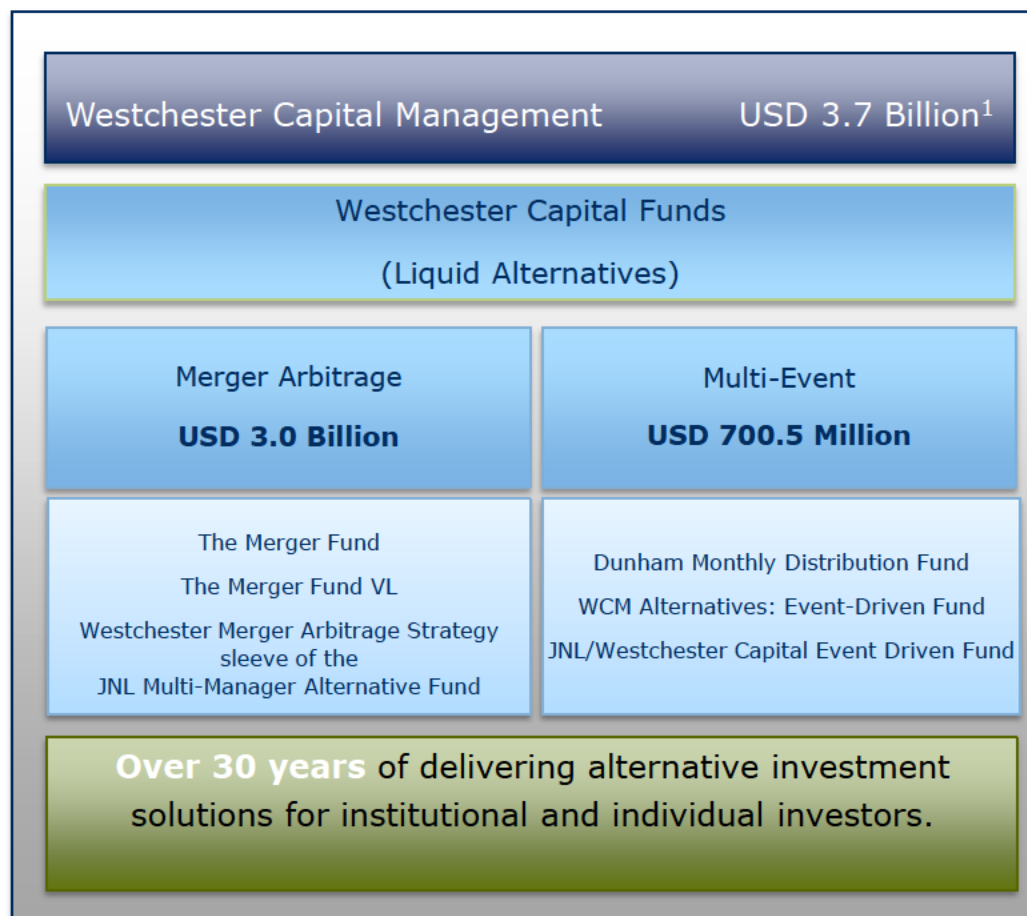 Westchester Capital Management USD 3.7 Billion¹
Westchester Capital Funds
(Liquid Alternatives)
Merger Arbitrage
USD 3.0 Billion
Multi-Event
USD 700.5 Million
The Merger Fund
The Merger Fund VL
Westchester Merger Arbitrage Strategy
sleeve of the
JNL Multi-Manager Alternative Fund
Dunham Monthly Distribution Fund
WCM Alternatives: Event-Driven Fund
JNL/Westchester Capital Event Driven Fund
Over 30 years of delivering alternative investment
solutions for institutional and individual investors.